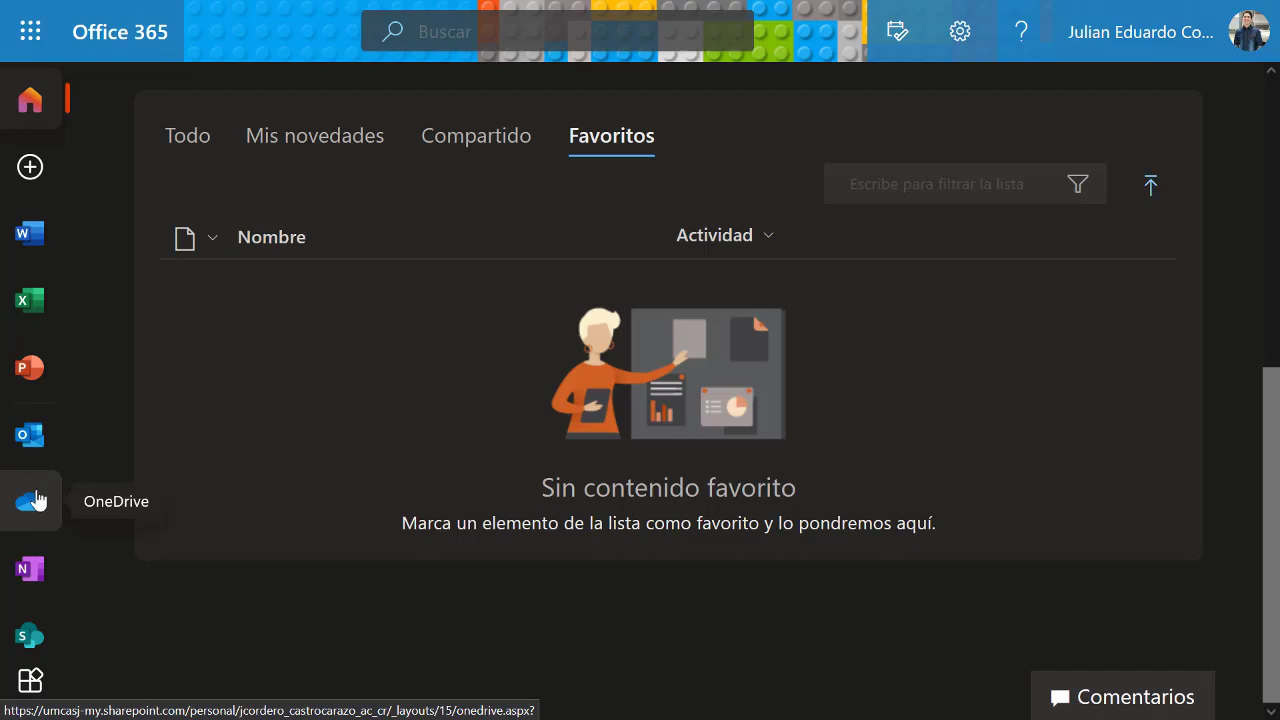 Office 365
Buscar
Julian Eduardo Co...
Todo
Mis novedades
Compartido
Favoritos
Escribe para filtrar la lista
Nombre
Actividad
W
X
P
O
OneDrive
N
S
Sin contenido favorito
Marca un elemento de la lista como favorito y lo pondremos aquí.
Comentarios
https://umcasj-my.sharepoint.com/personal/jcordero_castrocarazo_ac_cr/_layouts/15/onedrive.aspx?